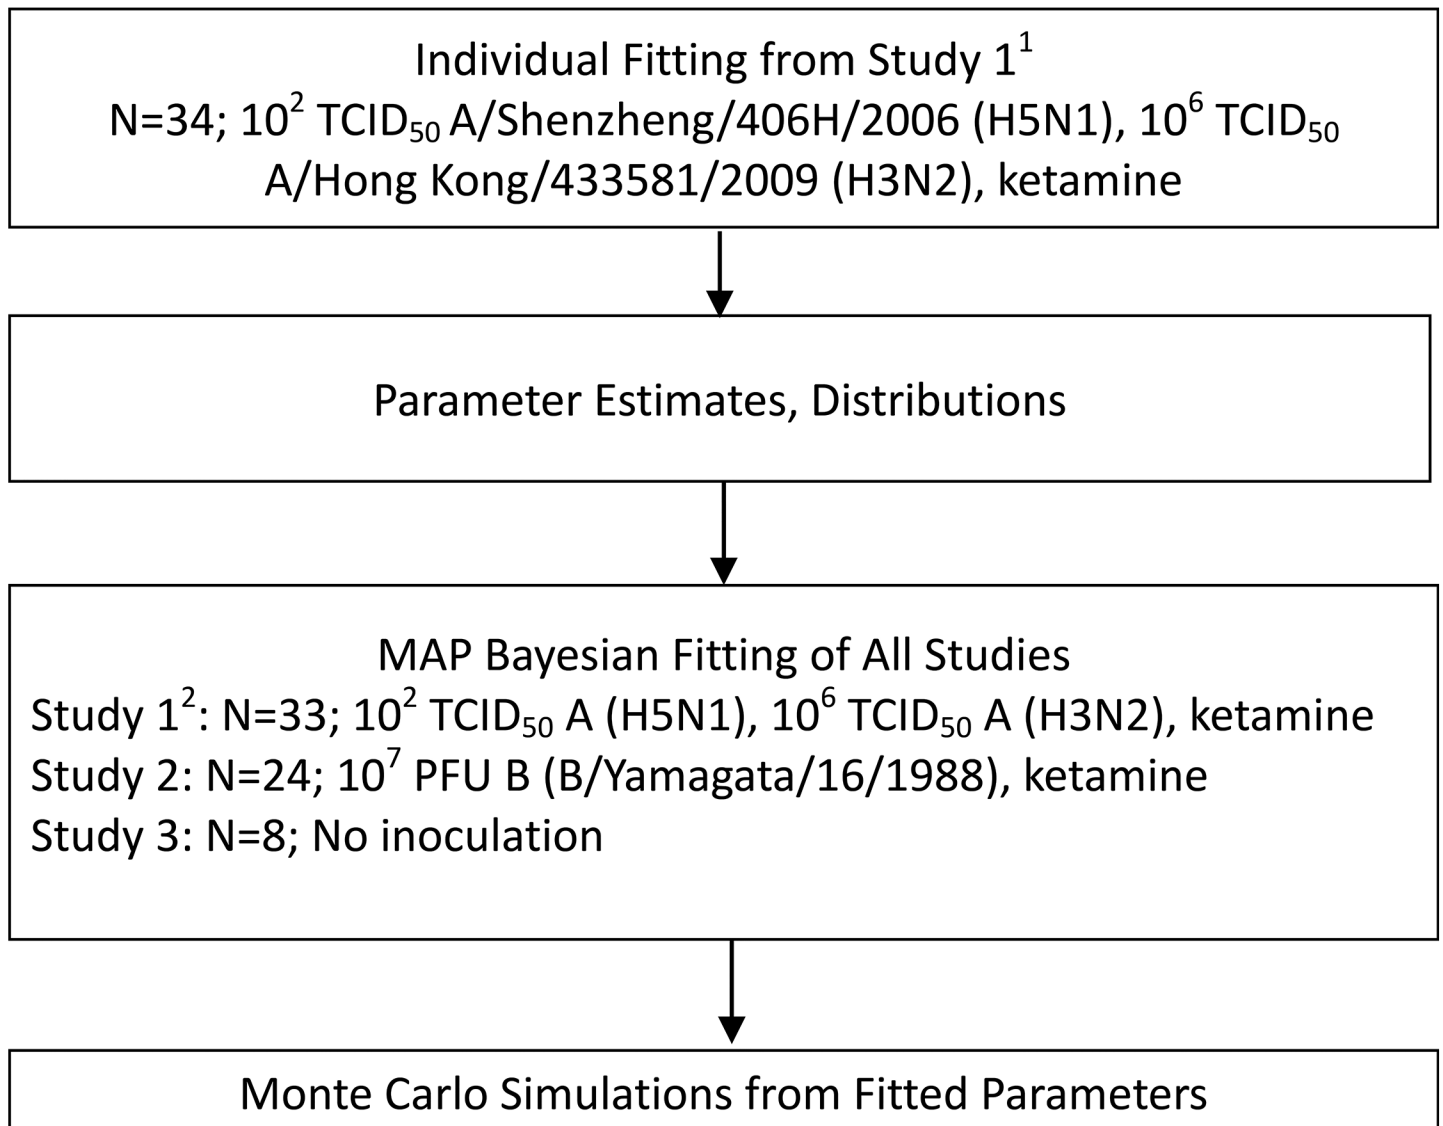 Individual Fitting from Study 1¹
N=34; 10² TCID₅₀ A/Shenzheng/406H/2006 (H5N1), 10⁶ TCID₅₀
A/Hong Kong/433581/2009 (H3N2), ketamine
Parameter Estimates, Distributions
MAP Bayesian Fitting of All Studies
Study 1²: N=33; 10² TCID₅₀ A (H5N1), 10⁶ TCID₅₀ A (H3N2), ketamine
Study 2: N=24; 10⁷ PFU B (B/Yamagata/16/1988), ketamine
Study 3: N=8; No inoculation
Monte Carlo Simulations from Fitted Parameters